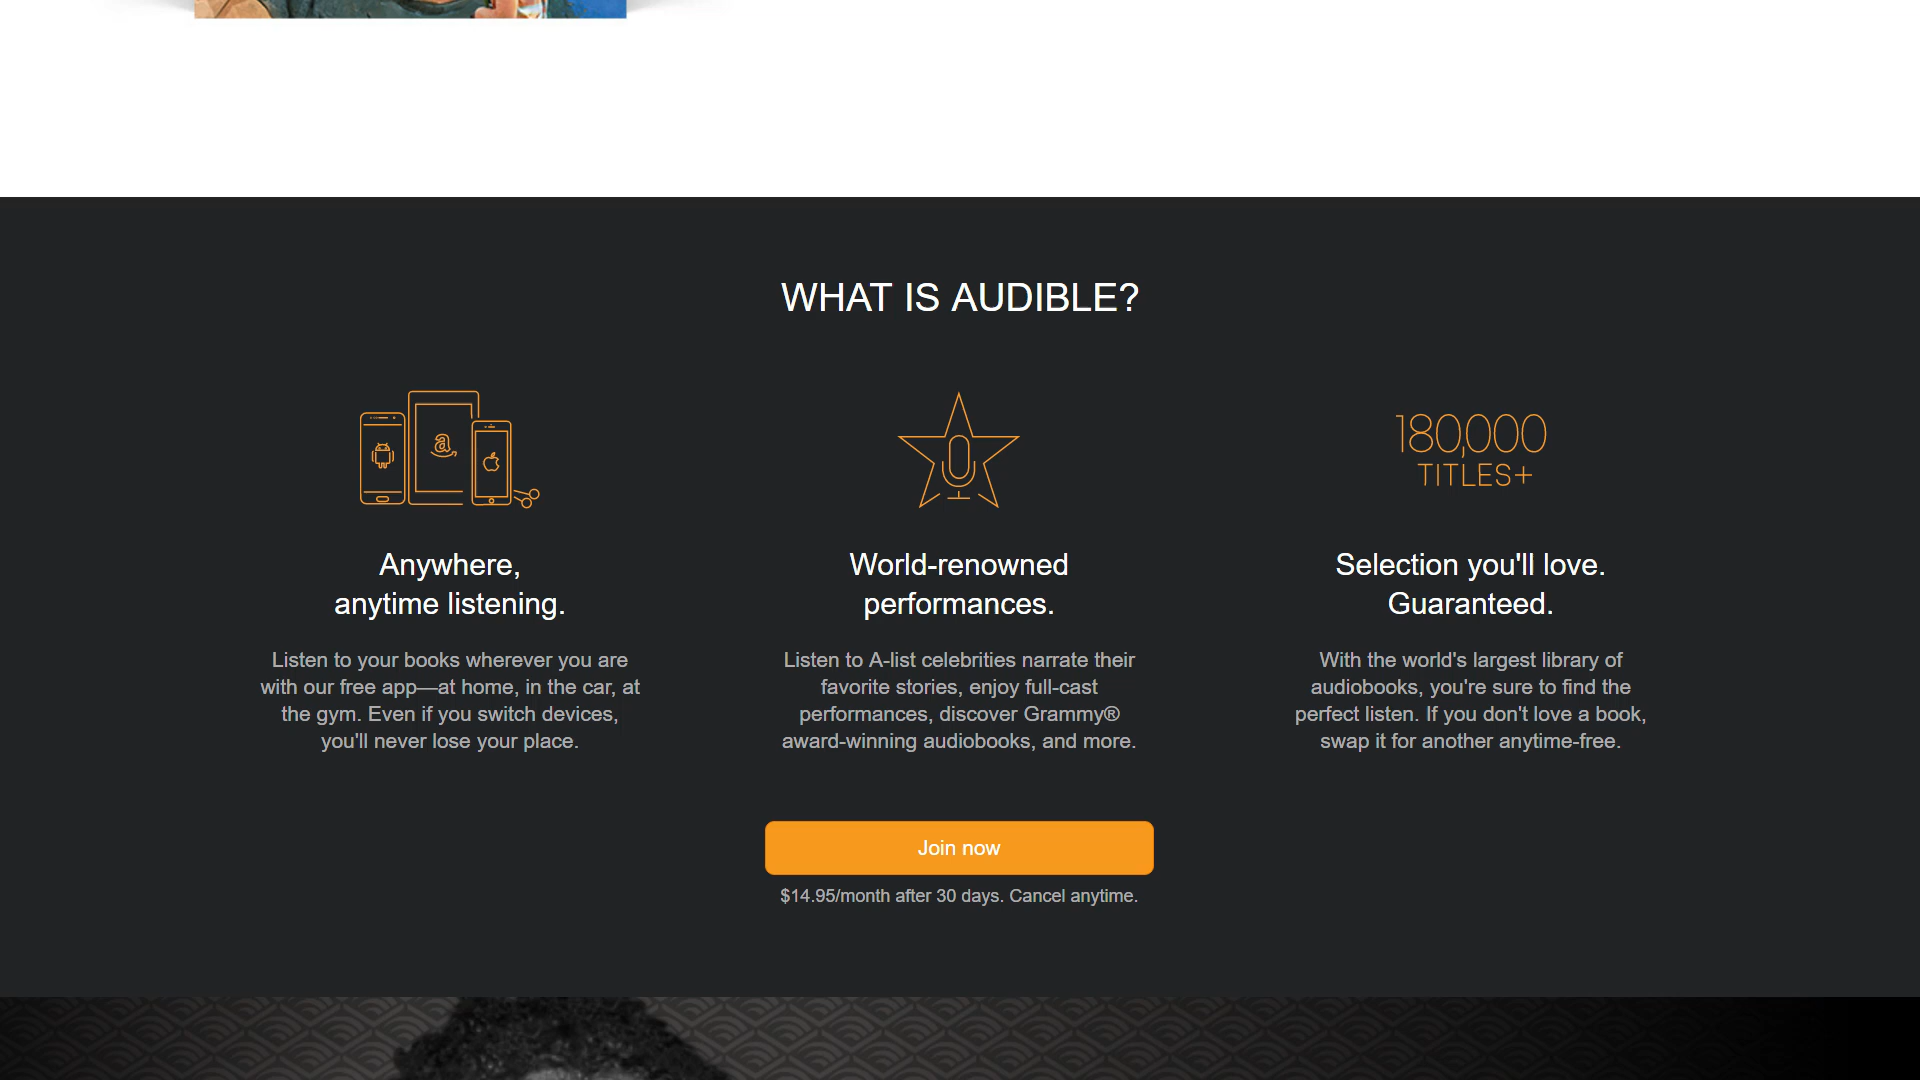 WHAT IS AUDIBLE?
a
180,000
TITLES+
Anywhere,
anytime listening.
Listen to your books wherever you are
with our free app—at home, in the car, at
the gym. Even if you switch devices,
you'll never lose your place.
World-renowned
performances.
Listen to A-list celebrities narrate their
favorite stories, enjoy full-cast
performances, discover Grammy®
award-winning audiobooks, and more.
Selection you'll love.
Guaranteed.
With the world's largest library of
audiobooks, you're sure to find the
perfect listen. If you don't love a book,
swap it for another anytime-free.
Join now
$14.95/month after 30 days. Cancel anytime.